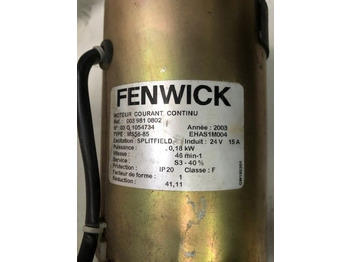 FENWICK
MOTEUR COURANT CONTINU
Réf. : 003 981 0802
N° 03 G 1054734 Année : 2003
TYPE : MS56-85 EHAS1M004
Excitation : SPLITFIELD Induit : 24 V 15 A
Puissance : 0,18 kW
Vitesse : 46 min-1
Service : S3 - 40 %
Protection : IP20 Classe : F
Facteur de forme : 1
Réduction : 41,11